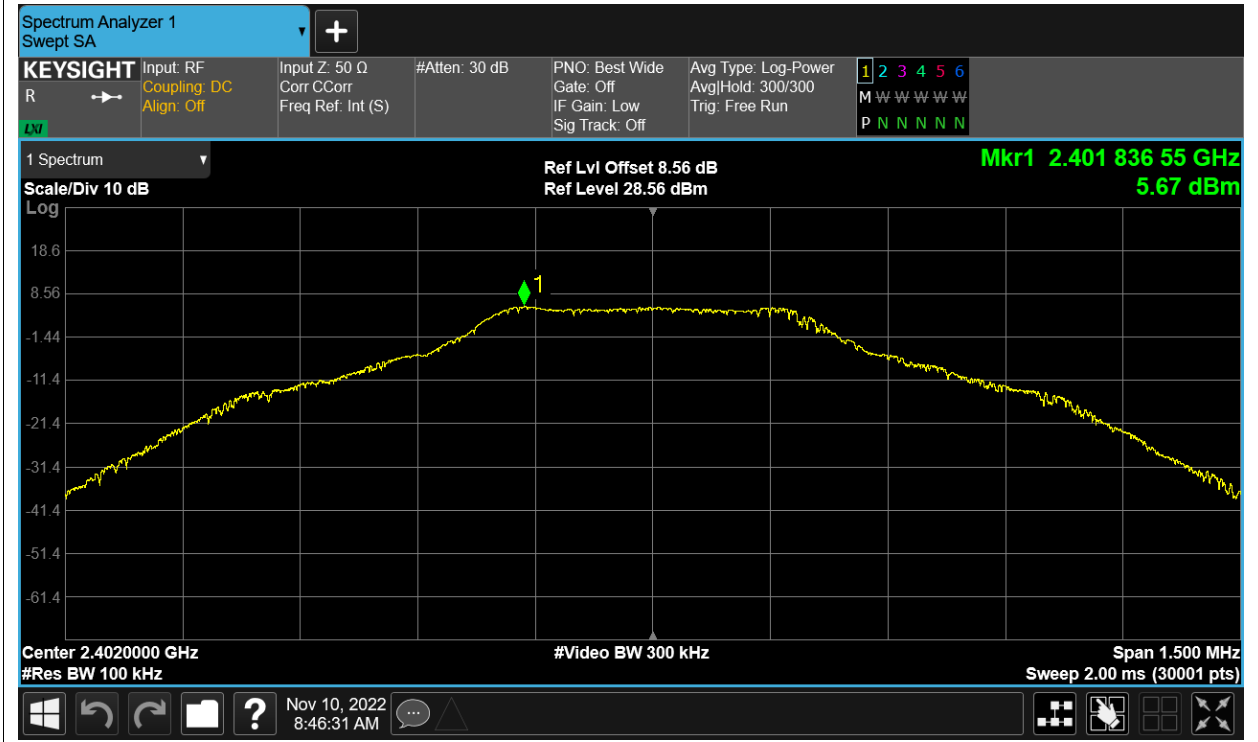 Spectrum Analyzer 1
Swept SA
KEYSIGHT
R
LXI
Input: RF
Coupling: DC
Align: Off
Input Z: 50 Ω
Corr CCorr
Freq Ref: Int (S)
#Atten: 30 dB
PNO: Best Wide
Gate: Off
IF Gain: Low
Sig Track: Off
Avg Type: Log-Power
Avg|Hold: 300/300
Trig: Free Run
1 2 3 4 5 6
M W W W W W W
P N N N N N N
1 Spectrum
Scale/Div 10 dB
Log
Ref Lvl Offset 8.56 dB
Ref Level 28.56 dBm
Mkr1 2.401 836 55 GHz
5.67 dBm
18.6
8.56
-1.44
-11.4
-21.4
-31.4
-41.4
-51.4
-61.4
1
Center 2.4020000 GHz
#Res BW 100 kHz
#Video BW 300 kHz
Span 1.500 MHz
Sweep 2.00 ms (30001 pts)
?
Nov 10, 2022
8:46:31 AM